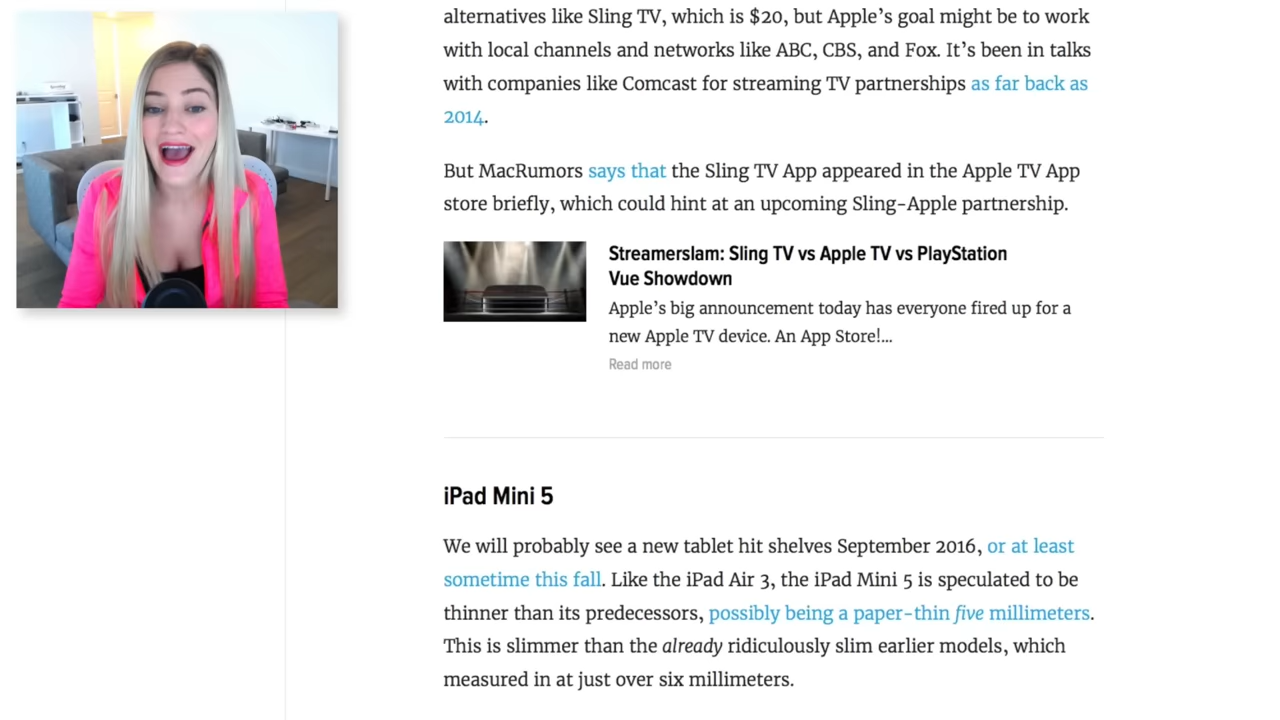 alternatives like Sling TV, which is $20, but Apple’s goal might be to work
with local channels and networks like ABC, CBS, and Fox. It’s been in talks
with companies like Comcast for streaming TV partnerships as far back as
2014.
But MacRumors says that the Sling TV App appeared in the Apple TV App
store briefly, which could hint at an upcoming Sling-Apple partnership.
Streamerslam: Sling TV vs Apple TV vs PlayStation
Vue Showdown
Apple’s big announcement today has everyone fired up for a
new Apple TV device. An App Store!...
Read more
iPad Mini 5
We will probably see a new tablet hit shelves September 2016, or at least
sometime this fall. Like the iPad Air 3, the iPad Mini 5 is speculated to be
thinner than its predecessors, possibly being a paper-thin five millimeters.
This is slimmer than the already ridiculously slim earlier models, which
measured in at just over six millimeters.